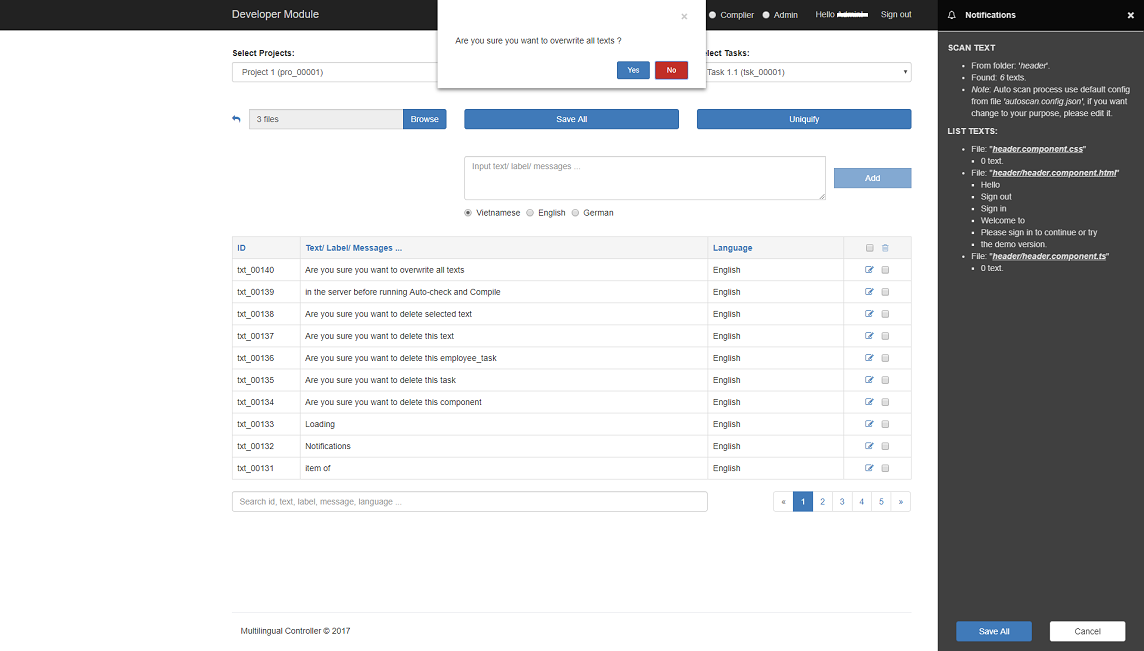 Developer Module
Complier Admin Hello Sign out
×
Are you sure you want to overwrite all texts ?
Yes No
Select Projects:
Project 1 (pro_00001)
lect Tasks:
Task 1.1 (tsk_00001)
3 files Browse Save All Uniquify
Input text/ label/ messages ...
Add
Vietnamese English German
ID Text/ Label/ Messages ... Language
txt_00140 Are you sure you want to overwrite all texts English
txt_00139 in the server before running Auto-check and Compile English
txt_00138 Are you sure you want to delete selected text English
txt_00137 Are you sure you want to delete this text English
txt_00136 Are you sure you want to delete this employee_task English
txt_00135 Are you sure you want to delete this task English
txt_00134 Are you sure you want to delete this component English
txt_00133 Loading English
txt_00132 Notifications English
txt_00131 item of English
Search id, text, label, message, language ...
« 1 2 3 4 5 »
Multilingual Controller © 2017
Notifications ×
SCAN TEXT
From folder: 'header'.
Found: 6 texts.
Note: Auto scan process use default config
from file 'autoscan.config.json', if you want
change to your purpose, please edit it.
LIST TEXTS:
File: "header.component.css"
0 text.
File: "header/header.component.html"
Hello
Sign out
Sign in
Welcome to
Please sign in to continue or try
the demo version.
File: "header/header.component.ts"
0 text.
Save All Cancel